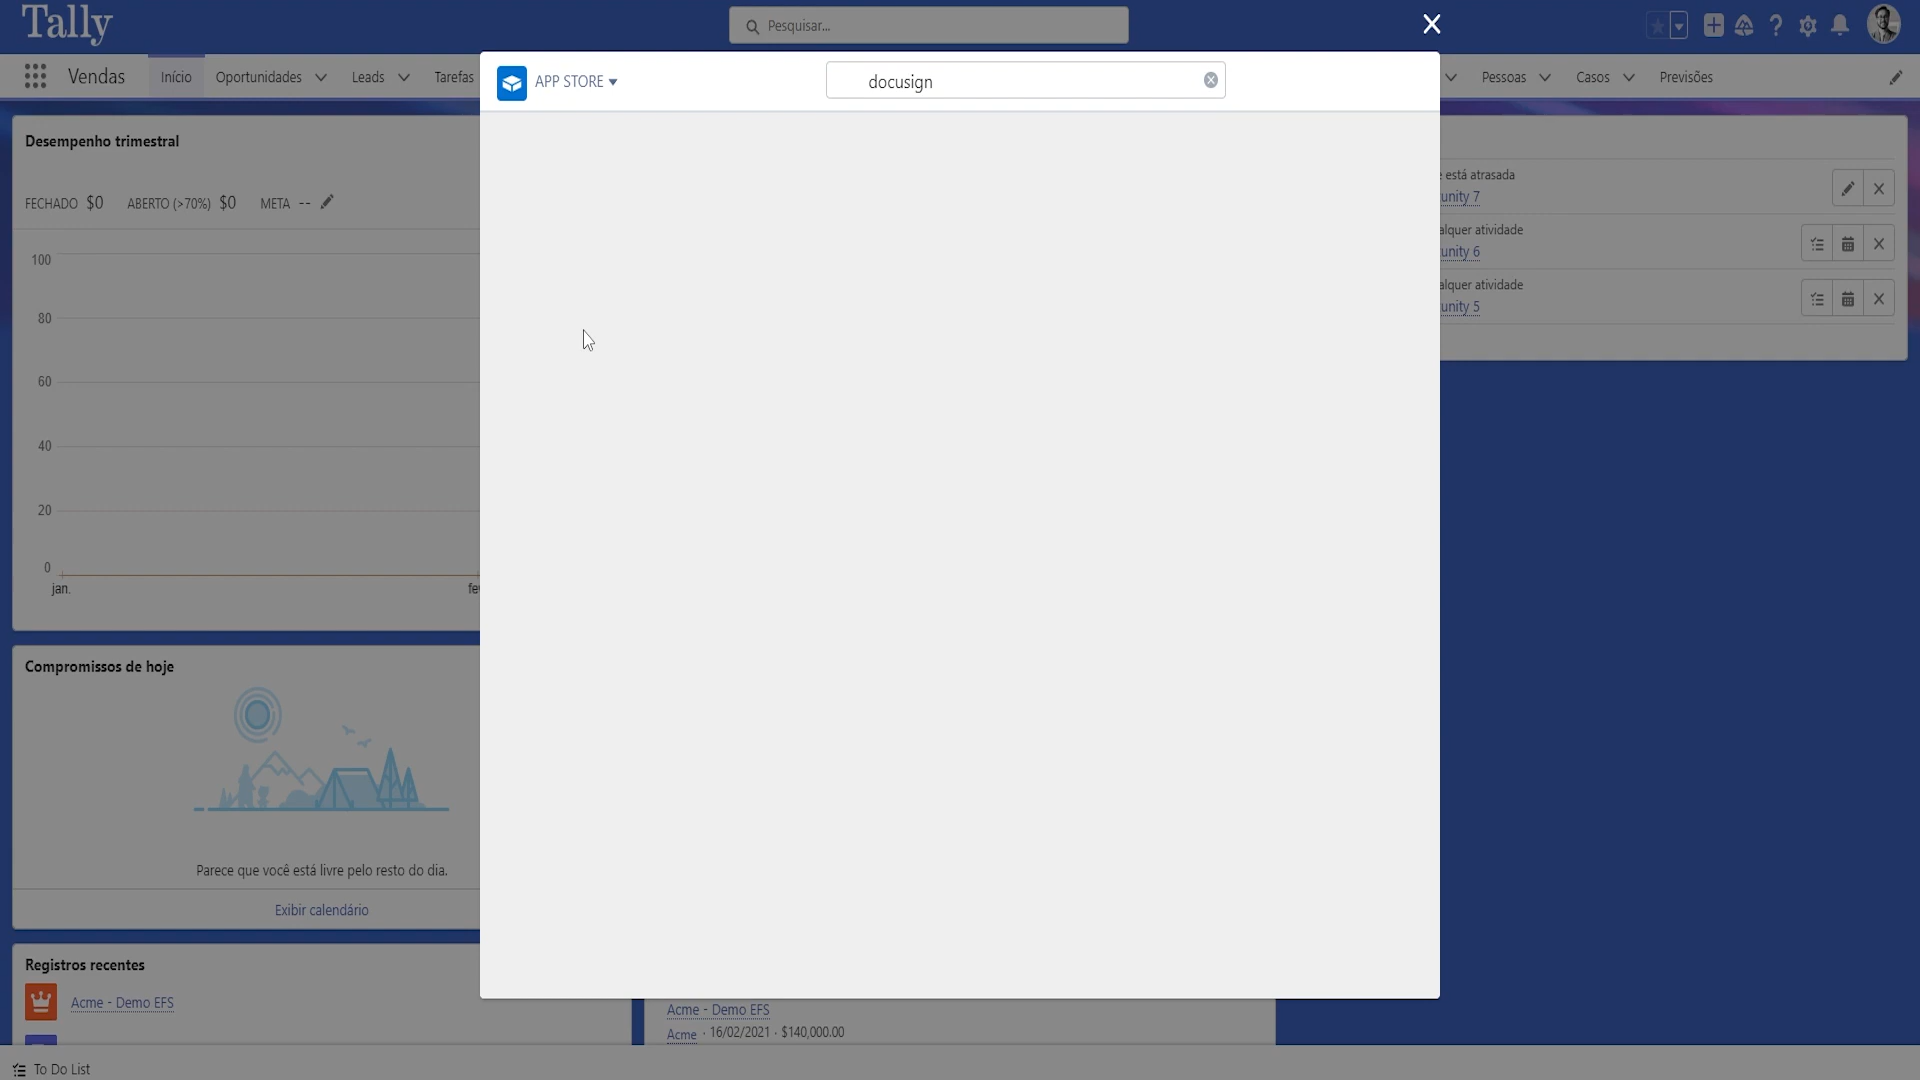 Tally
Pesquisar...
Vendas
Início
Oportunidades
Leads
Tarefas
Pessoas
Casos
Previsões
APP STORE
docusign
Desempenho trimestral
FECHADO $0 ABERTO (>70%) $0 META --
100
80
60
40
20
0
jan.
está atrasada
unity 7
alquer atividade
unity 6
alquer atividade
unity 5
Compromissos de hoje
Parece que você está livre pelo resto do dia.
Exibir calendário
Registros recentes
Acme - Demo EFS
Acme - Demo EFS
Acme · 16/02/2021 · $140,000.00
To Do List